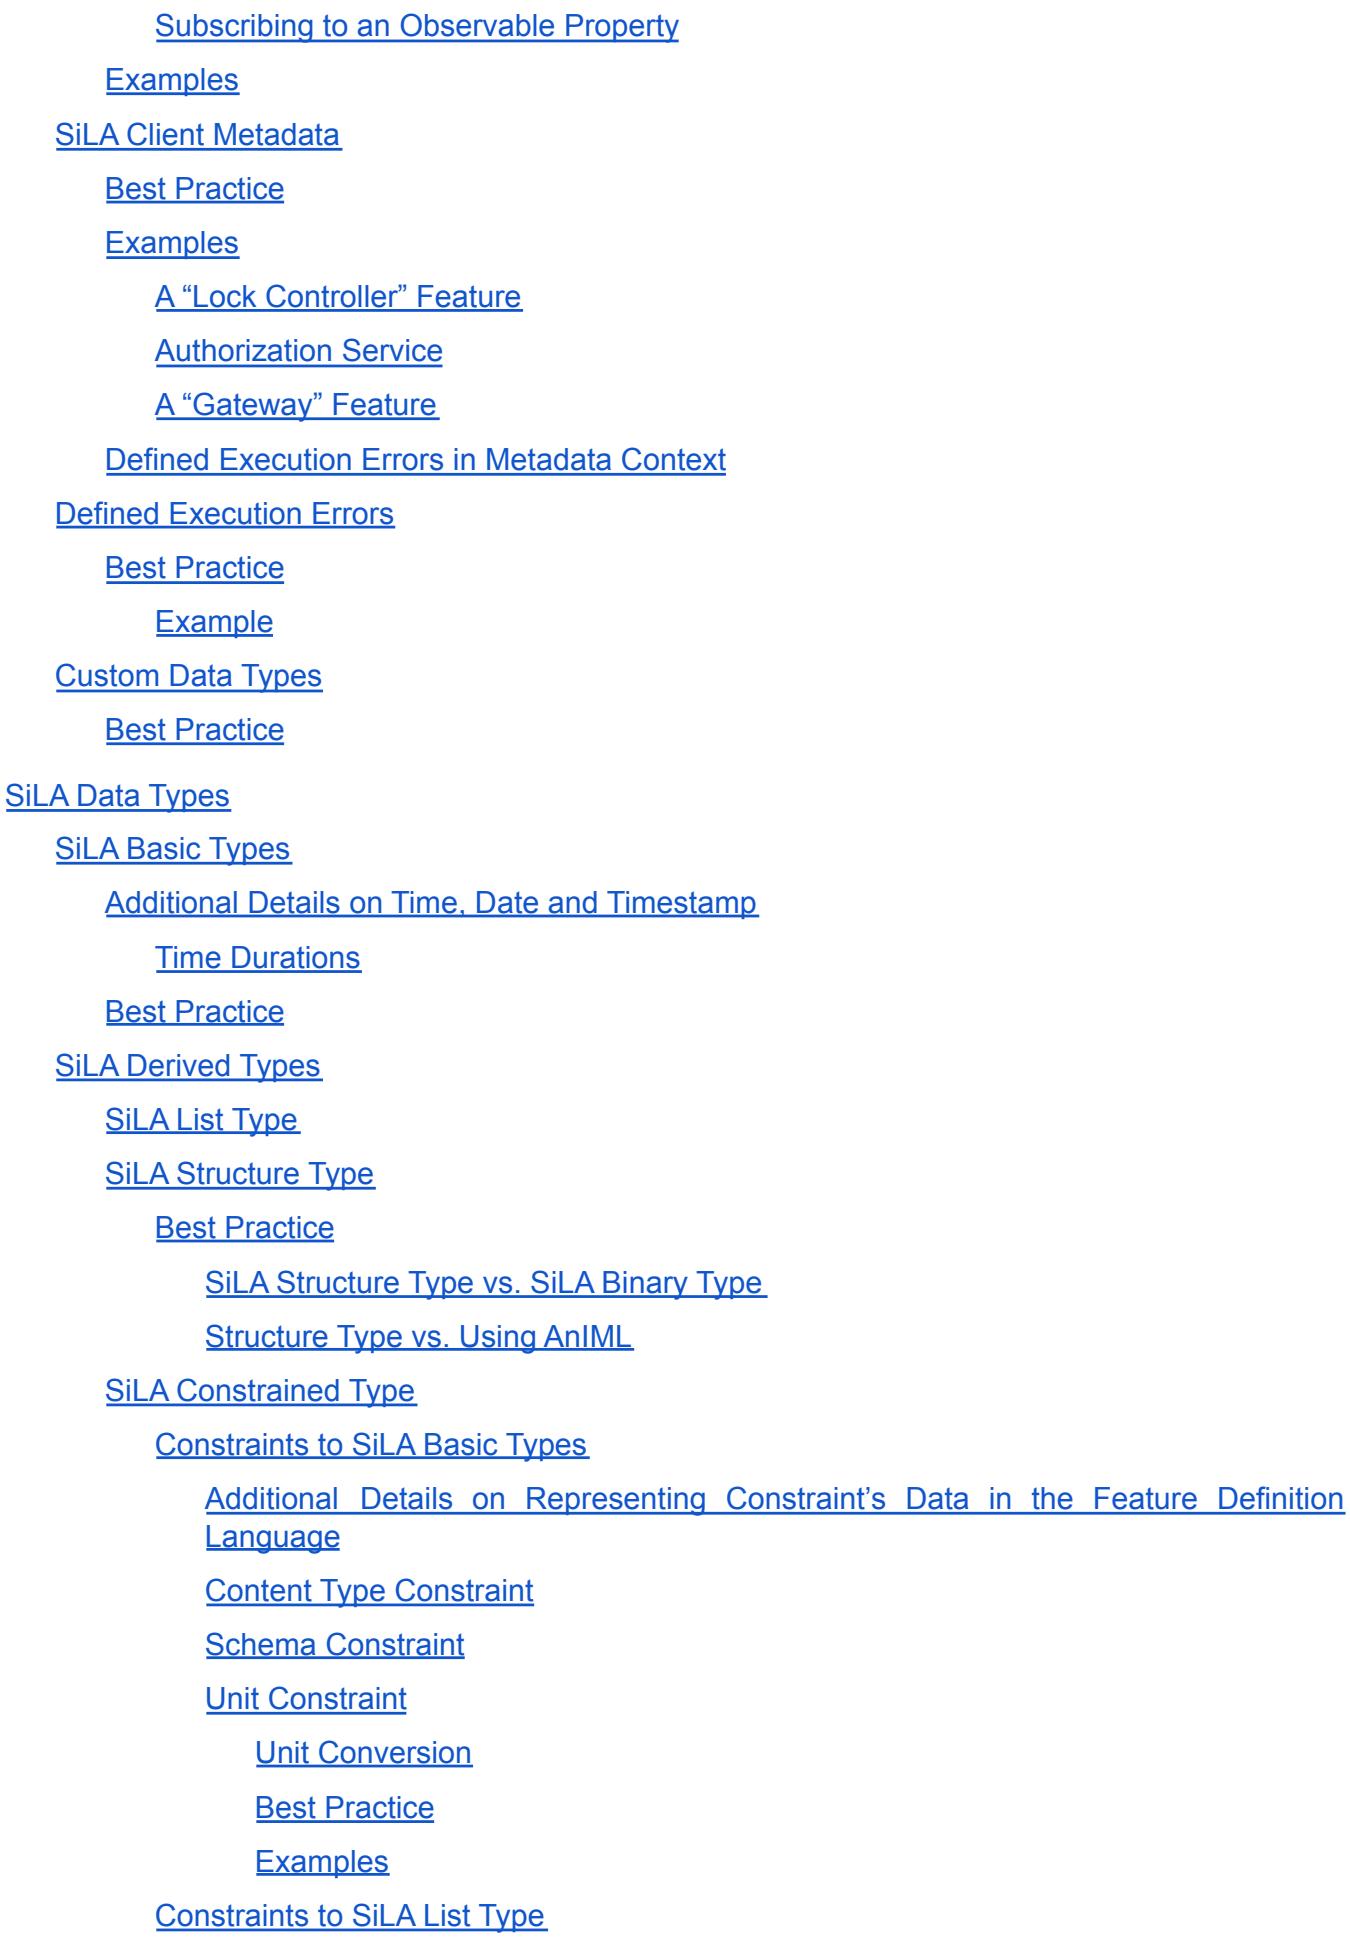 Subscribing to an Observable Property
Examples
SiLA Client Metadata
Best Practice
Examples
A “Lock Controller” Feature
Authorization Service
A “Gateway” Feature
Defined Execution Errors in Metadata Context
Defined Execution Errors
Best Practice
Example
Custom Data Types
Best Practice
SiLA Data Types
SiLA Basic Types
Additional Details on Time, Date and Timestamp
Time Durations
Best Practice
SiLA Derived Types
SiLA List Type
SiLA Structure Type
Best Practice
SiLA Structure Type vs. SiLA Binary Type
Structure Type vs. Using AnIML
SiLA Constrained Type
Constraints to SiLA Basic Types
Additional Details on Representing Constraint’s Data in the Feature Definition
Language
Content Type Constraint
Schema Constraint
Unit Constraint
Unit Conversion
Best Practice
Examples
Constraints to SiLA List Type